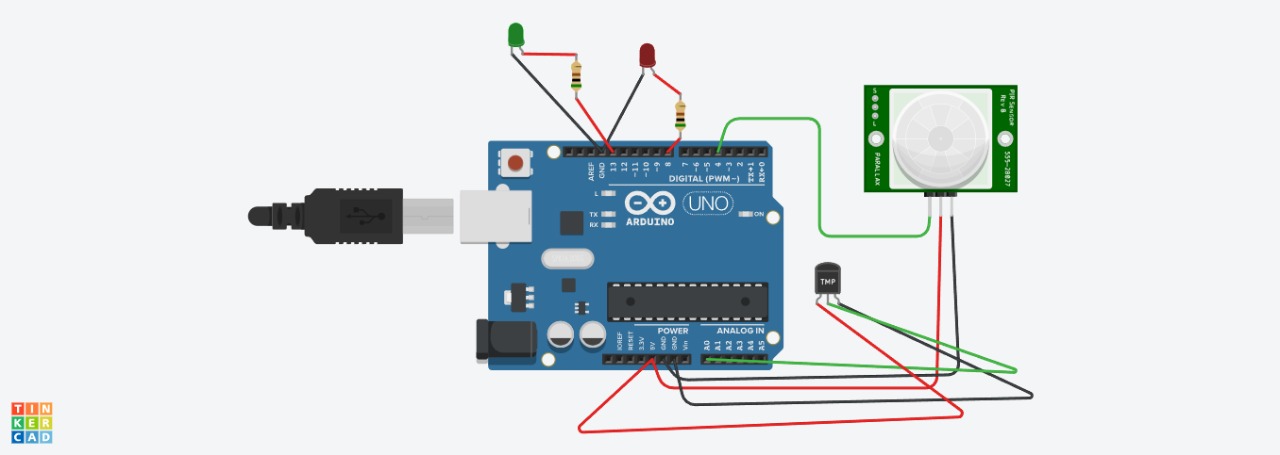 AREF
GND
13
12
~11
~10
~9
8
7
~6
~5
4
~3
2
TX→1
RX←0
DIGITAL (PWM~)
L
TX
RX
ARDUINO
UNO
ON
POWER
ANALOG IN
IOREF
RESET
3.3V
5V
GND
GND
Vin
A0
A1
A2
A3
A4
A5
TMP
PIR SENSOR
Rev B
555-28027
PARALLAX
S
L
TIN
KER
CAD